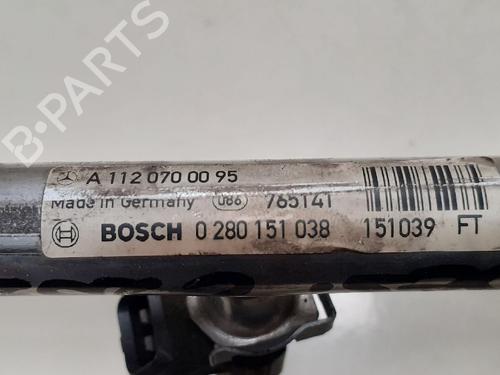 B-PARTS
A 112 070 00 95
Made in Germany 086 765141
BOSCH 0 280 151 038 151039 FT